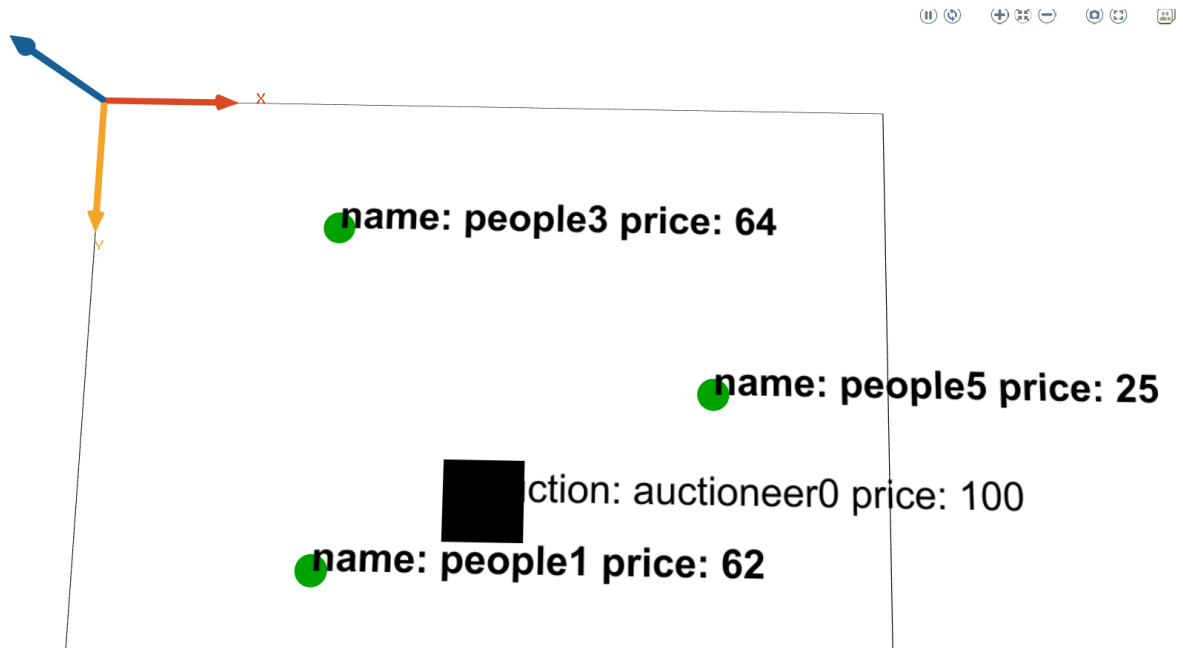 X
Y
name: people3 price: 64
name: people5 price: 25
ction: auctioneer0 price: 100
name: people1 price: 62